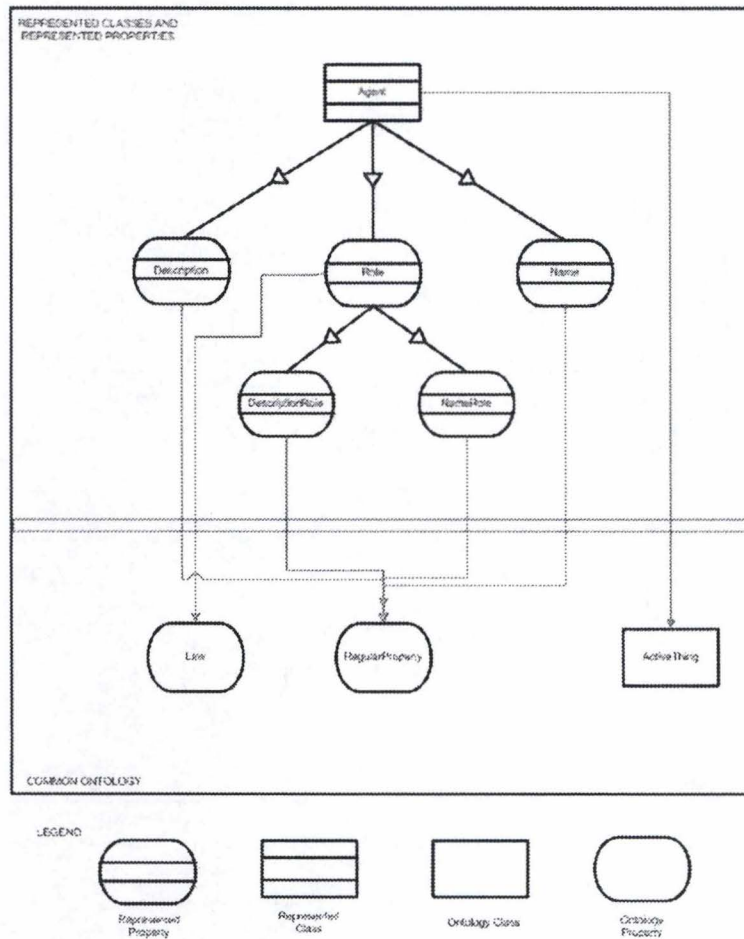 REPRESENTED CLASSES AND
REPRESENTED PROPERTIES
Agent
Description
Role
Name
DescriptionRole
NameRole
Law
RegularProperty
ActiveThing
COMMON ONTOLOGY
LEGEND
Represented
Property
Represented
Class
Ontology Class
Ontology
Property